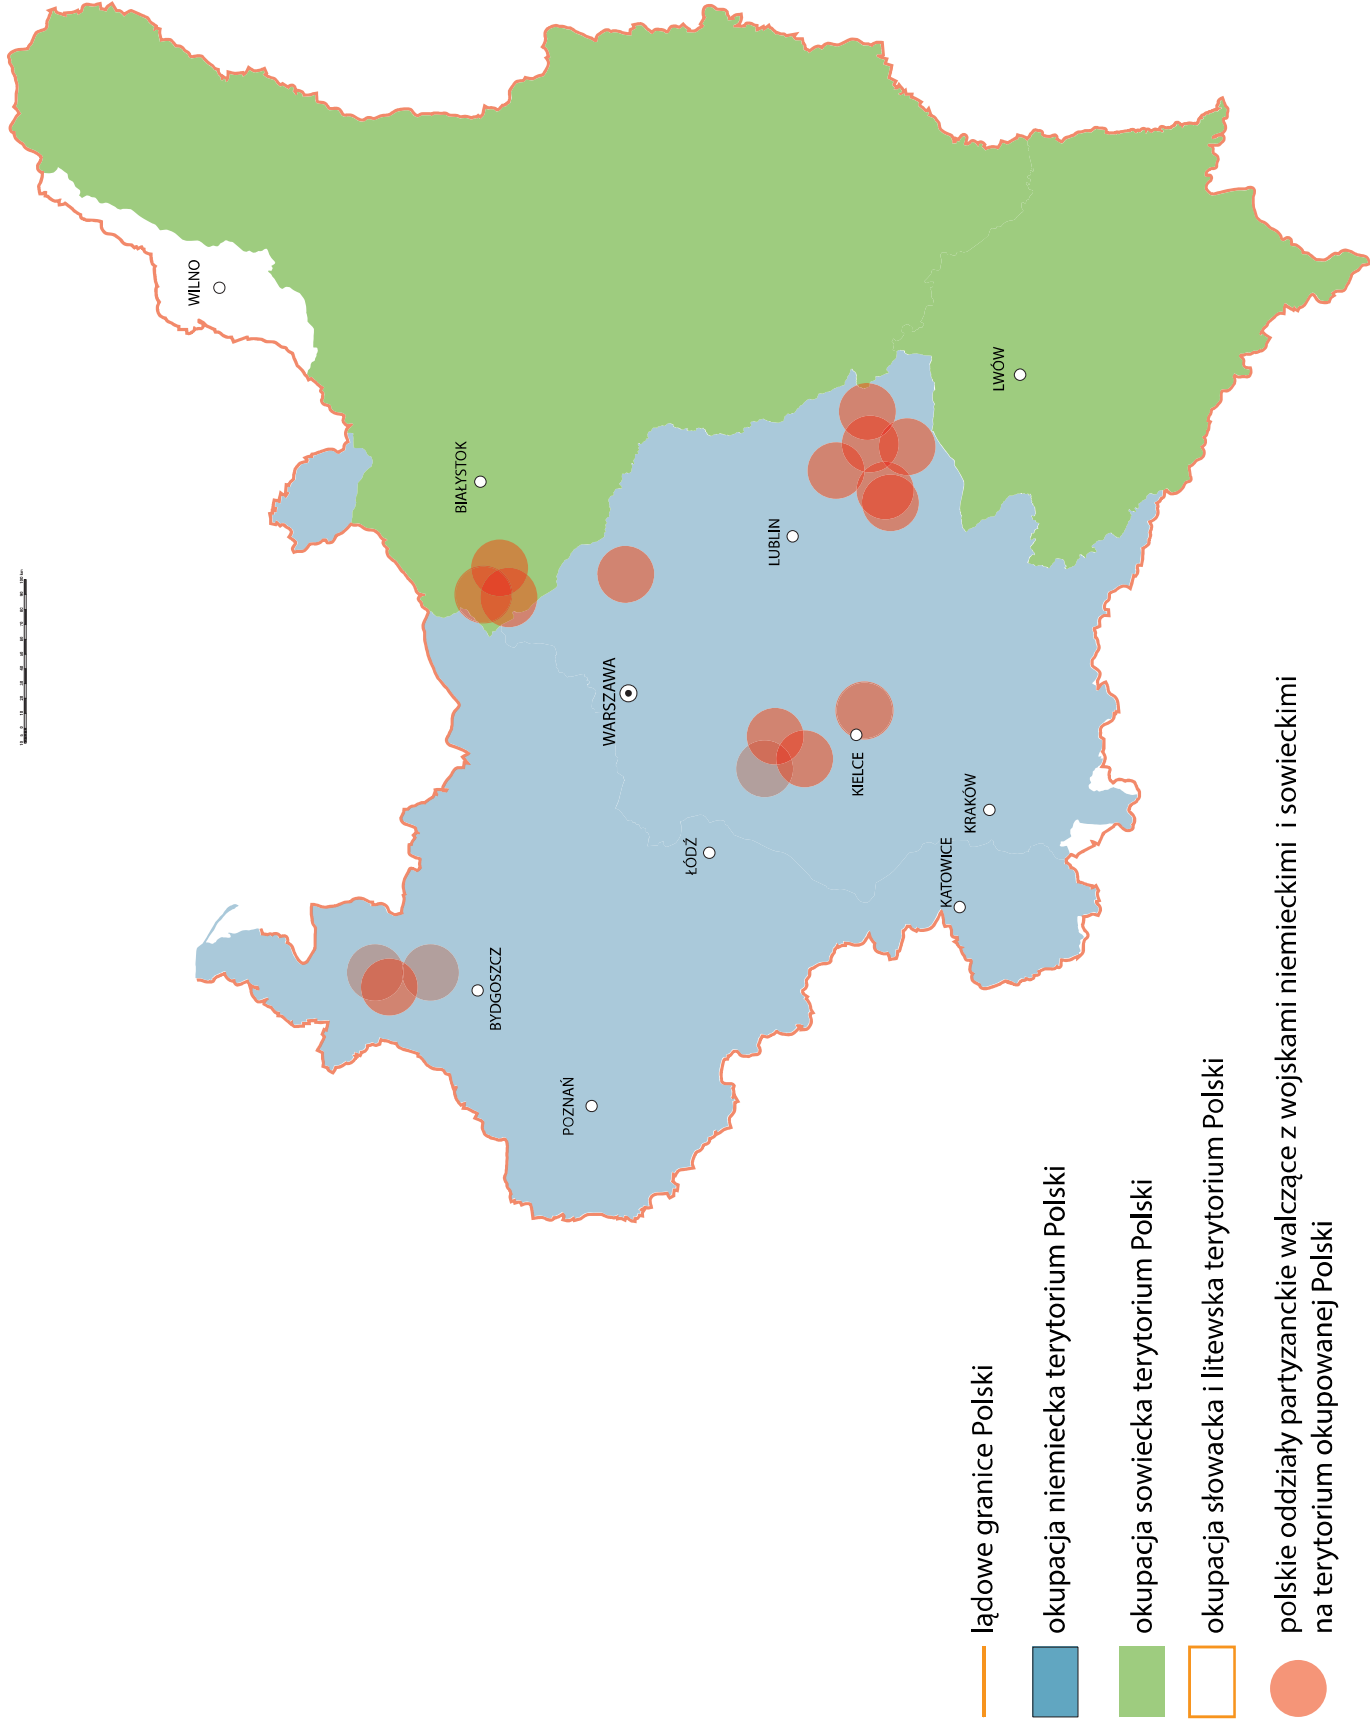 WILNO
BIAŁYSTOK
LWÓW
LUBLIN
WARSZAWA
KIELCE
KRAKÓW
ŁÓDŹ
KATOWICE
BYDGOSZCZ
POZNAŃ
lądowe granice Polski
okupacja niemiecka terytorium Polski
okupacja sowiecka terytorium Polski
okupacja słowacka i litewska terytorium Polski
polskie oddziały partyzanckie walczące z wojskami niemieckimi i sowieckimi
na terytorium okupowanej Polski